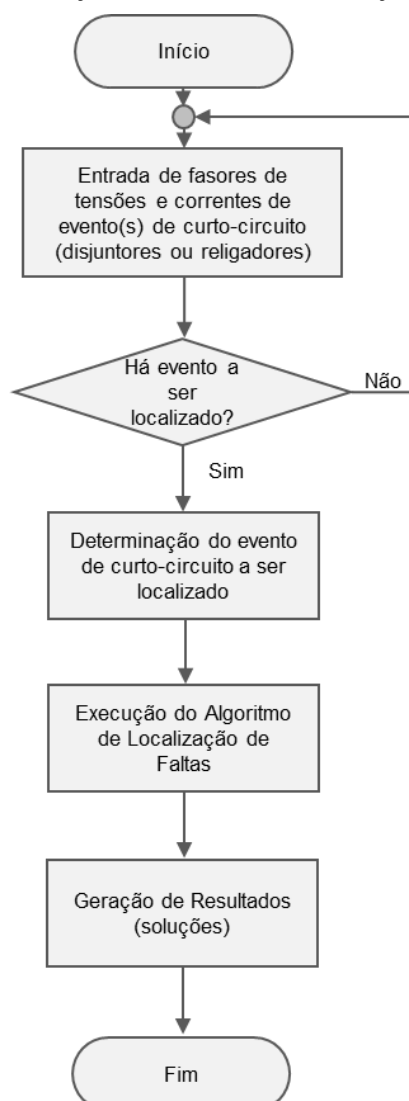 Início
Entrada de fasores de
tensões e correntes de
evento(s) de curto-circuito
(disjuntores ou religadores)
Há evento a
ser
localizado?
Não
Sim
Determinação do evento
de curto-circuito a ser
localizado
Execução do Algoritmo
de Localização de
Faltas
Geração de Resultados
(soluções)
Fim